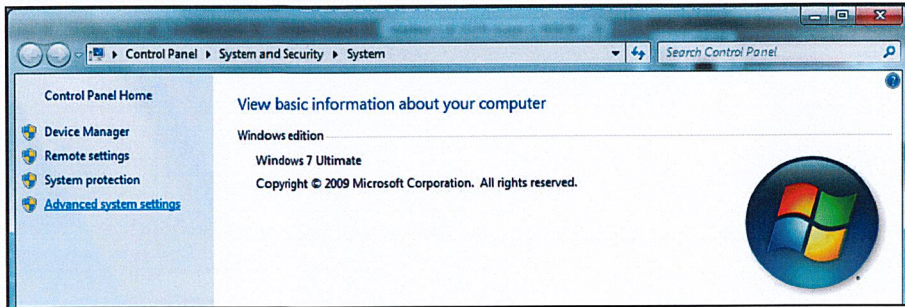 Control Panel ▸ System and Security ▸ System
Search Control Panel
Control Panel Home
Device Manager
Remote settings
System protection
Advanced system settings
View basic information about your computer
Windows edition
Windows 7 Ultimate
Copyright © 2009 Microsoft Corporation. All rights reserved.